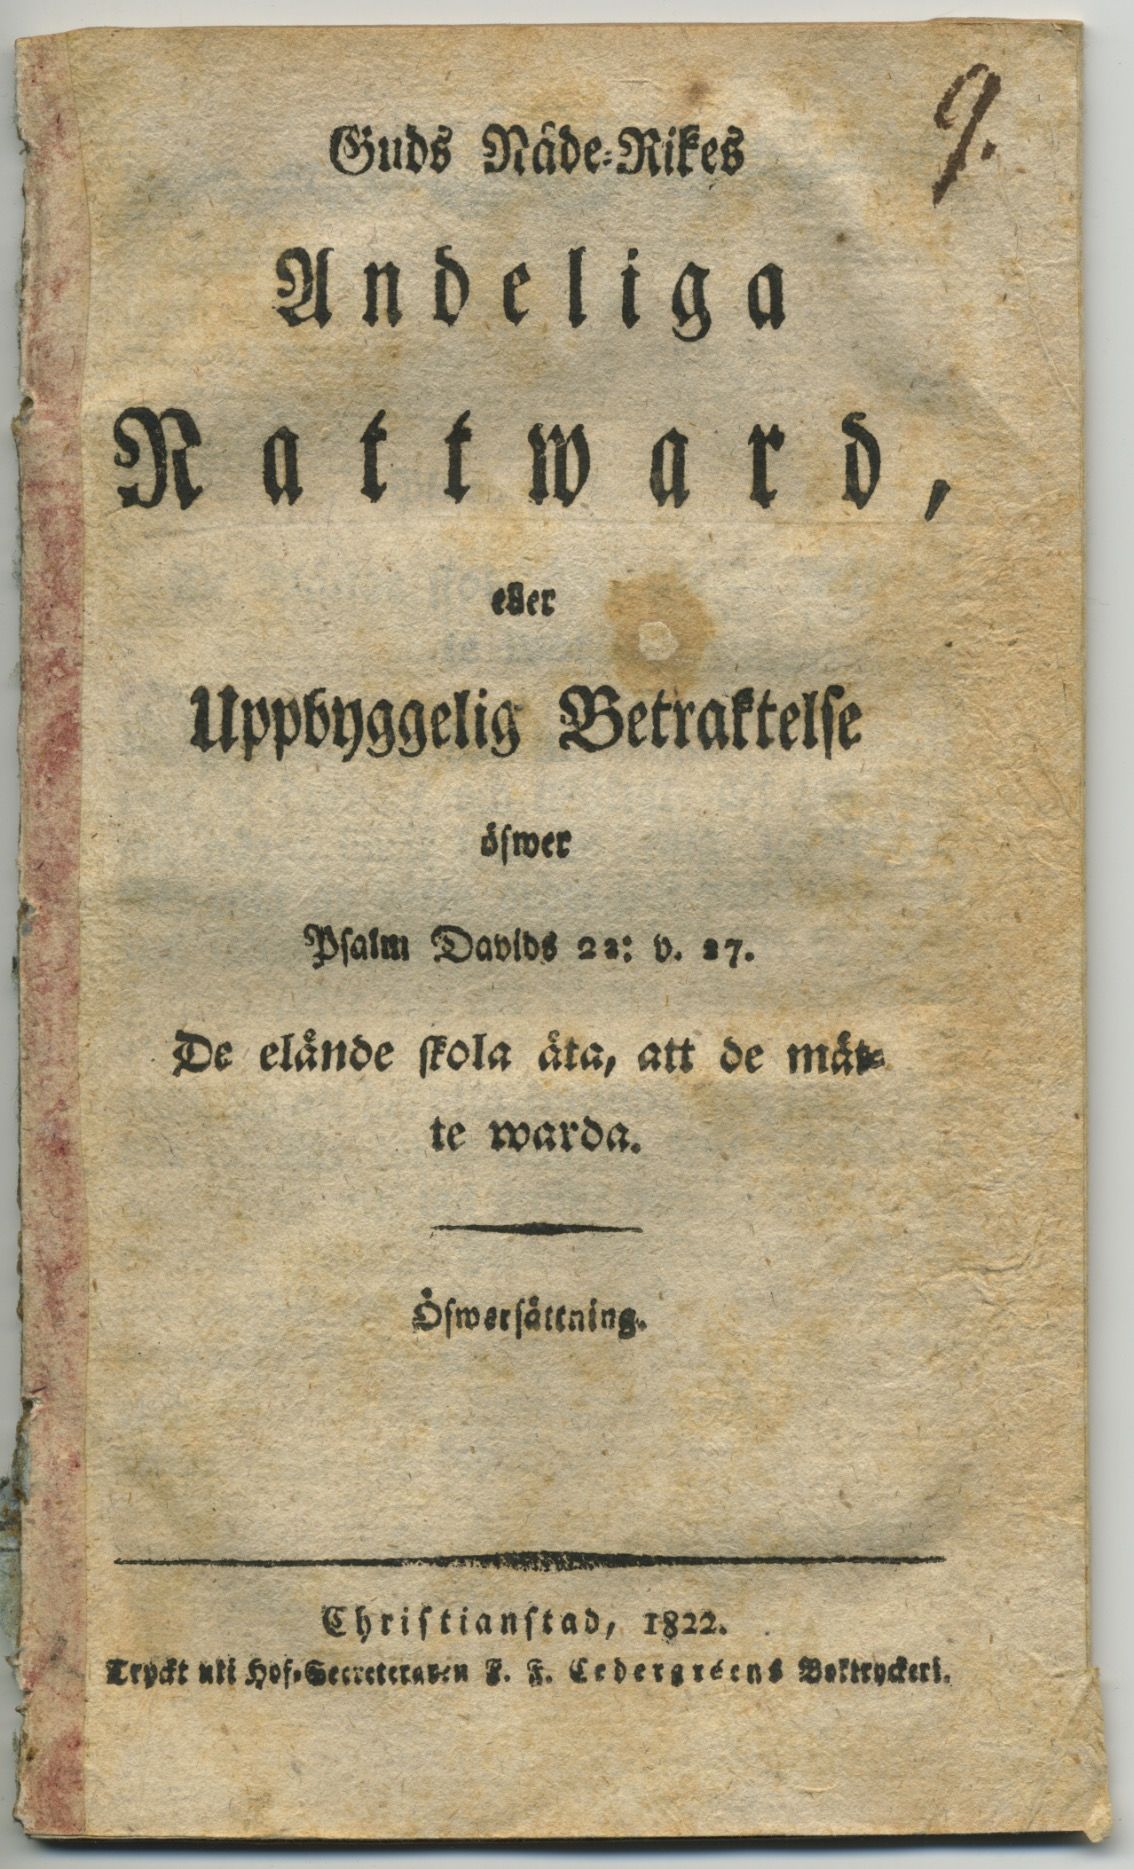 9.
Guds Nåde-Rikes
Andeliga
Nattward,
eller
Uppbyggelig Betraktelse
öfwer
Psalm Davids 22: v. 27.
De elände skola äta, att de mät-
te warda.
Öfwersättning.
Christianstad, 1822.
Tryckt uti Hof-Secreteraren F. F. Cedergréens Boktryckeri.